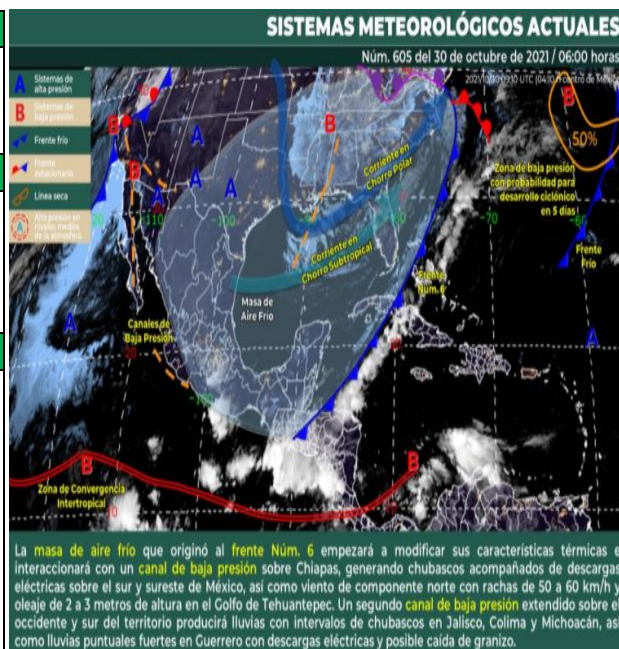 SISTEMAS METEOROLÓGICOS ACTUALES
Núm. 605 del 30 de octubre de 2021 / 06:00 horas
Sistemas de
alta presión
Sistemas de
baja presión
Frente frío
Frente
estacionario
Línea seca
Alta presión en
niveles medios
de la atmósfera
A
B
A
B
B
A
A
A
A
B
B
50%
Corriente en
Chorro Polar
Corriente en
Chorro Subtropical
Zona de baja presión
con probabilidad para
desarrollo ciclónico
en 5 días
Frente
Frío
Frente
Núm. 6
Masa de
Aire Frío
Canales de
Baja Presión
A
A
-110
-100
-70
-60
20
-100
B
B
Zona de Convergencia
Intertropical
10
La masa de aire frío que originó al frente Núm. 6 empezará a modificar sus características térmicas e
interaccionará con un canal de baja presión sobre Chiapas, generando chubascos acompañados de descargas
eléctricas sobre el sur y sureste de México, así como viento de componente norte con rachas de 50 a 60 km/h y
oleaje de 2 a 3 metros de altura en el Golfo de Tehuantepec. Un segundo canal de baja presión extendido sobre el
occidente y sur del territorio producirá lluvias con intervalos de chubascos en Jalisco, Colima y Michoacán, así
como lluvias puntuales fuertes en Guerrero con descargas eléctricas y posible caída de granizo.